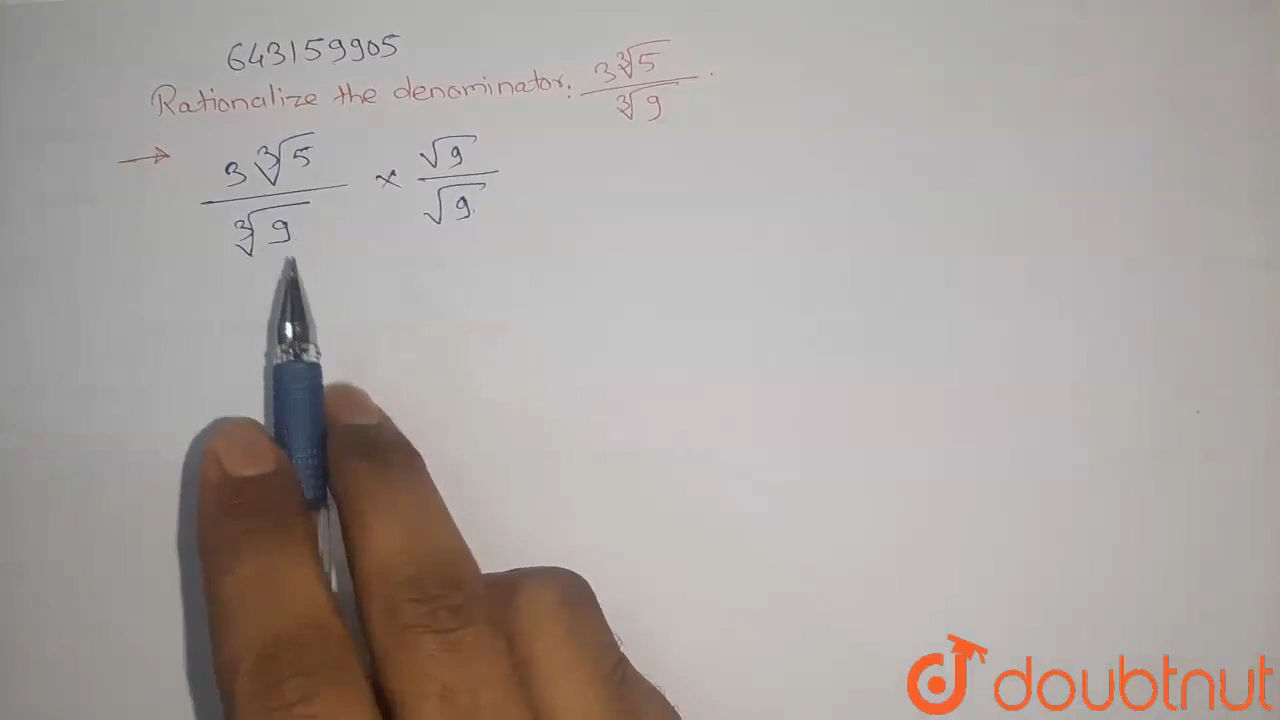 643159905
Rationalize the denominator: 3∛5 / ∛9.
→ 3∛5 / ∛9 × √9 / √9
doubtnut